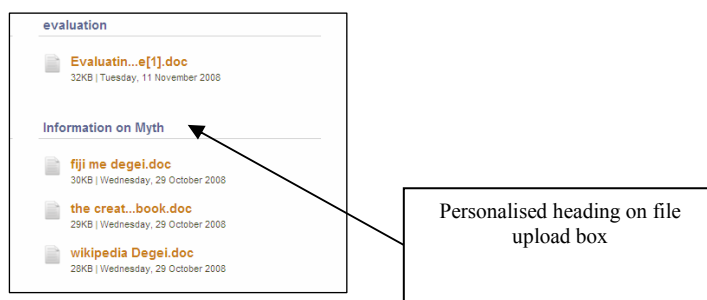 evaluation
Evaluatin...e[1].doc
32KB | Tuesday, 11 November 2008
Information on Myth
fiji me degei.doc
30KB | Wednesday, 29 October 2008
the creat...book.doc
29KB | Wednesday, 29 October 2008
wikipedia Degei.doc
28KB | Wednesday, 29 October 2008
Personalised heading on file
upload box